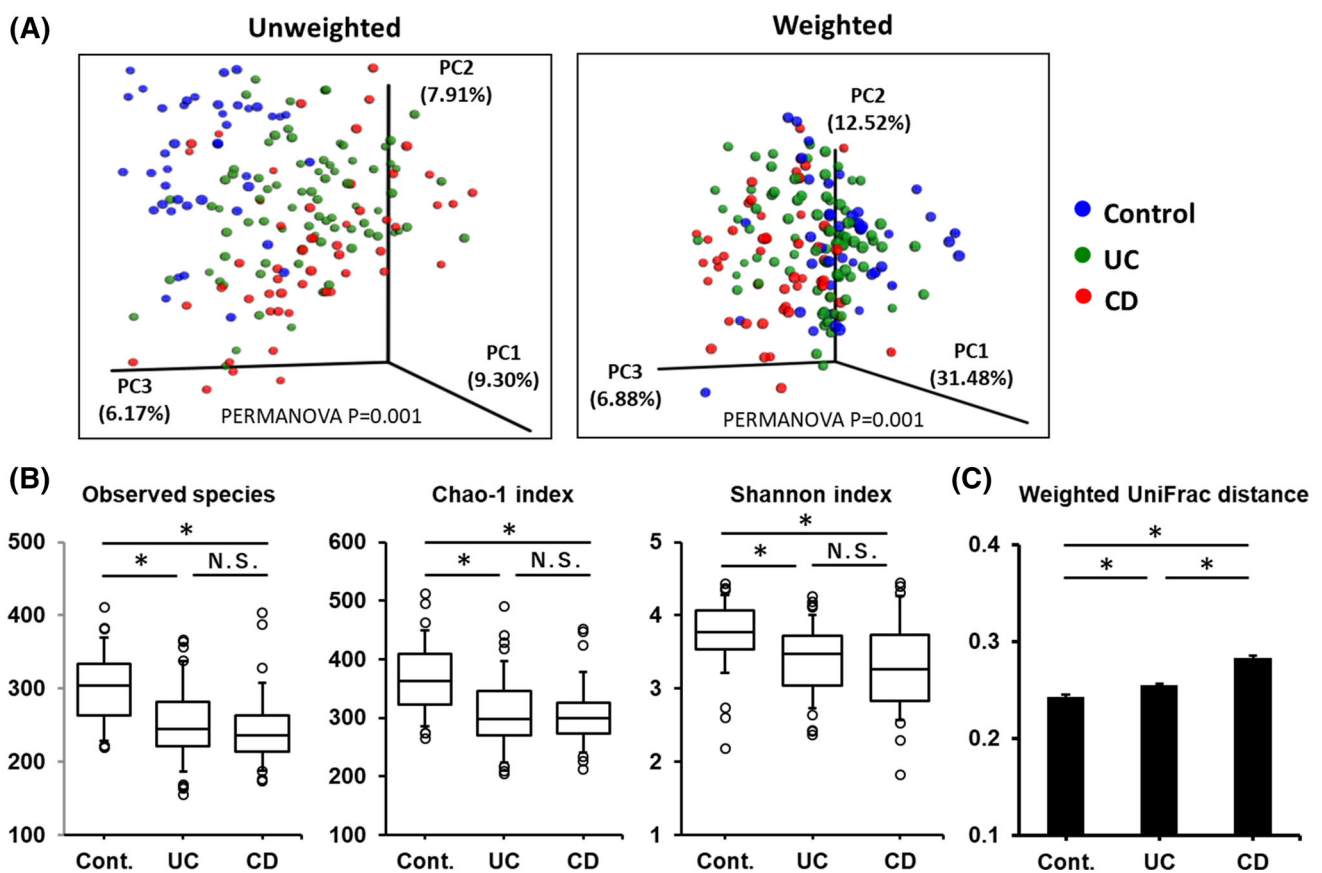 (A)
Unweighted
PC2
(7.91%)
PC1
(9.30%)
PC3
(6.17%)
PERMANOVA P=0.001
Weighted
PC2
(12.52%)
PC1
(31.48%)
PC3
(6.88%)
PERMANOVA P=0.001
Control
UC
CD
(B)
Observed species
*
*
N.S.
500
400
300
200
100
Cont.
UC
CD
Chao-1 index
*
*
N.S.
600
500
400
300
200
100
Cont.
UC
CD
Shannon index
*
*
N.S.
5
4
3
2
1
Cont.
UC
CD
(C)
Weighted UniFrac distance
*
*
*
0.4
0.3
0.2
0.1
Cont.
UC
CD